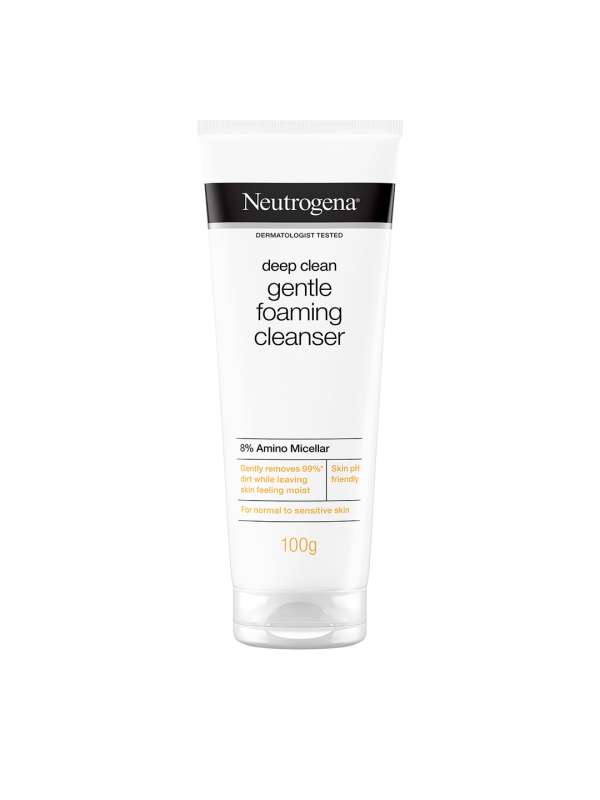 Neutrogena®
DERMATOLOGIST TESTED
deep clean
gentle
foaming
cleanser
8% Amino Micellar
Gently removes 99%*
dirt while leaving
skin feeling moist
Skin pH
friendly
For normal to sensitive skin
100g